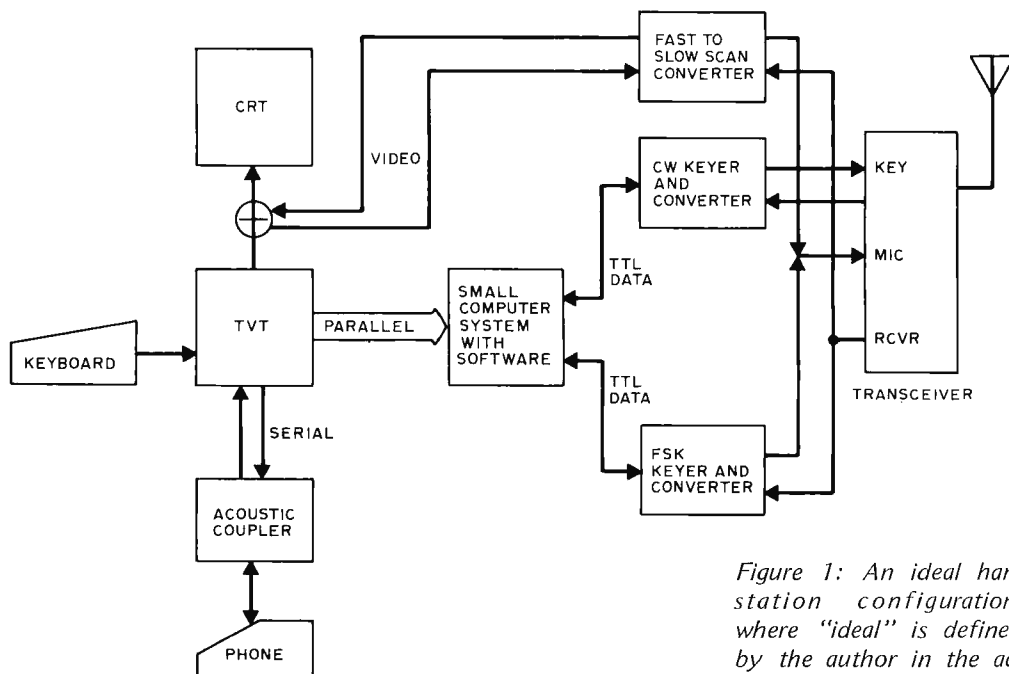 FAST TO
SLOW SCAN
CONVERTER
CRT
VIDEO
CW KEYER
AND
CONVERTER
KEY
TTL
DATA
MIC
TVT
PARALLEL
SMALL
COMPUTER
SYSTEM
WITH
SOFTWARE
RCVR
KEYBOARD
TTL
DATA
TRANSCEIVER
SERIAL
FSK
KEYER AND
CONVERTER
ACOUSTIC
COUPLER
PHONE
Figure 1: An ideal han
station configuration
where "ideal" is define
by the author in the ac